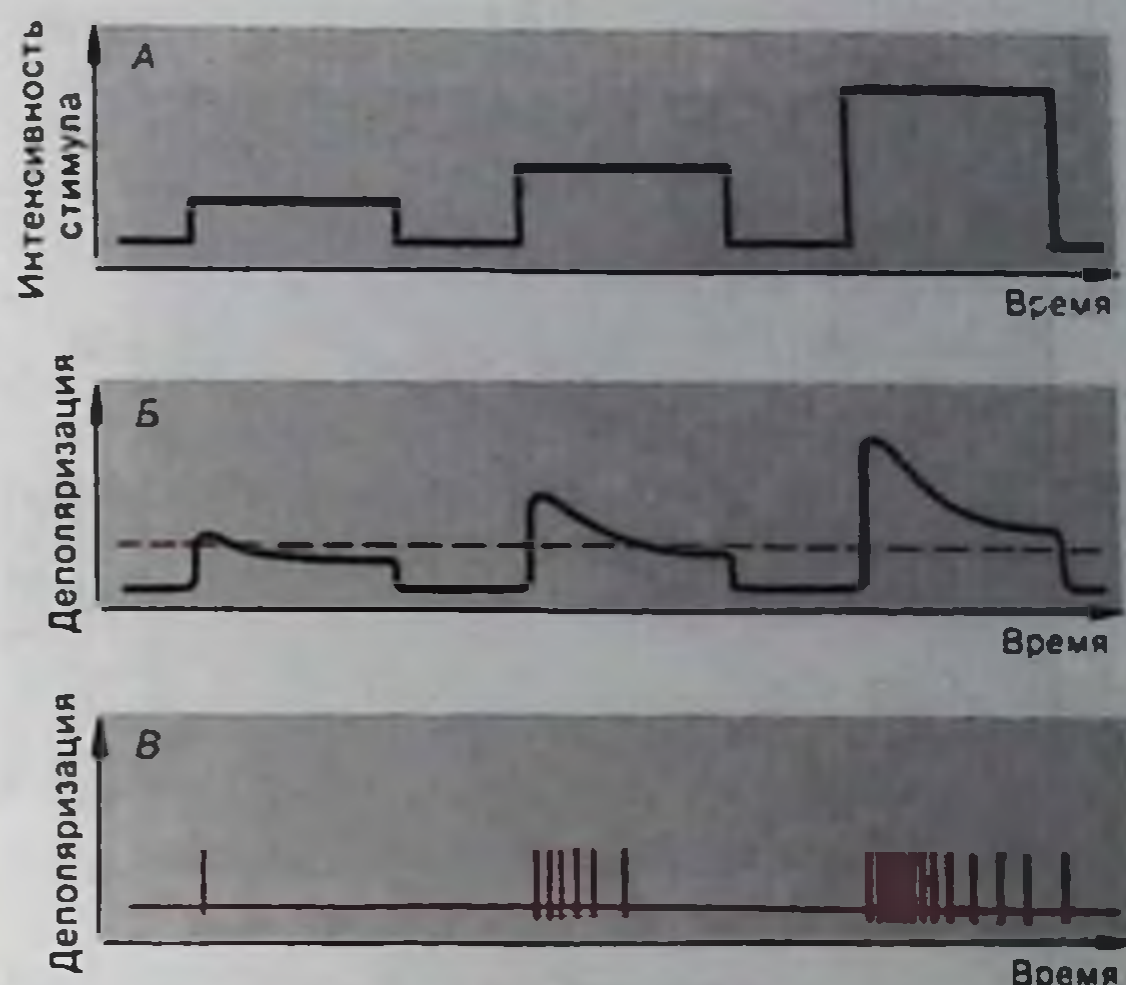 Интенсивность
стимула
А
Время
Деполяризация
Б
Время
Деполяризация
В
Время